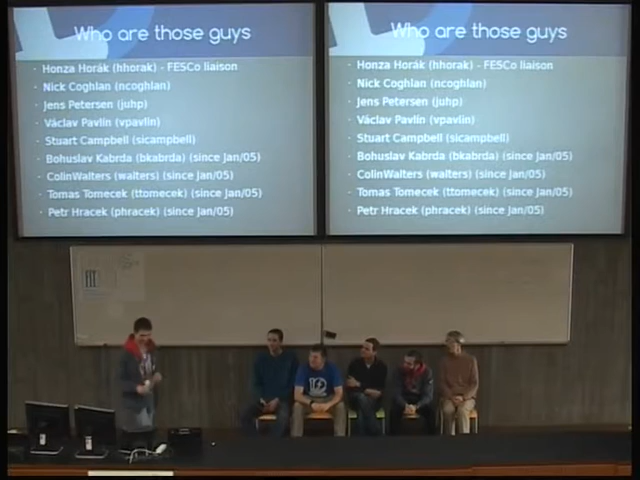 Who are those guys
Honza Horák (hhorak) - FESCo liaison
Nick Coghlan (ncoghlan)
Jens Petersen (juhp)
Václav Pavlín (vpavlin)
Stuart Campbell (sicampbell)
Bohuslav Kabrda (bkabrda) (since Jan/05)
ColinWalters (walters) (since Jan/05)
Tomas Tomecek (ttomecek) (since Jan/05)
Petr Hracek (phracek) (since Jan/05)
Who are those guys
Honza Horák (hhorak) - FESCo liaison
Nick Coghlan (ncoghlan)
Jens Petersen (juhp)
Václav Pavlín (vpavlin)
Stuart Campbell (sicampbell)
Bohuslav Kabrda (bkabrda) (since Jan/05)
ColinWalters (walters) (since Jan/05)
Tomas Tomecek (ttomecek) (since Jan/05)
Petr Hracek (phracek) (since Jan/05)